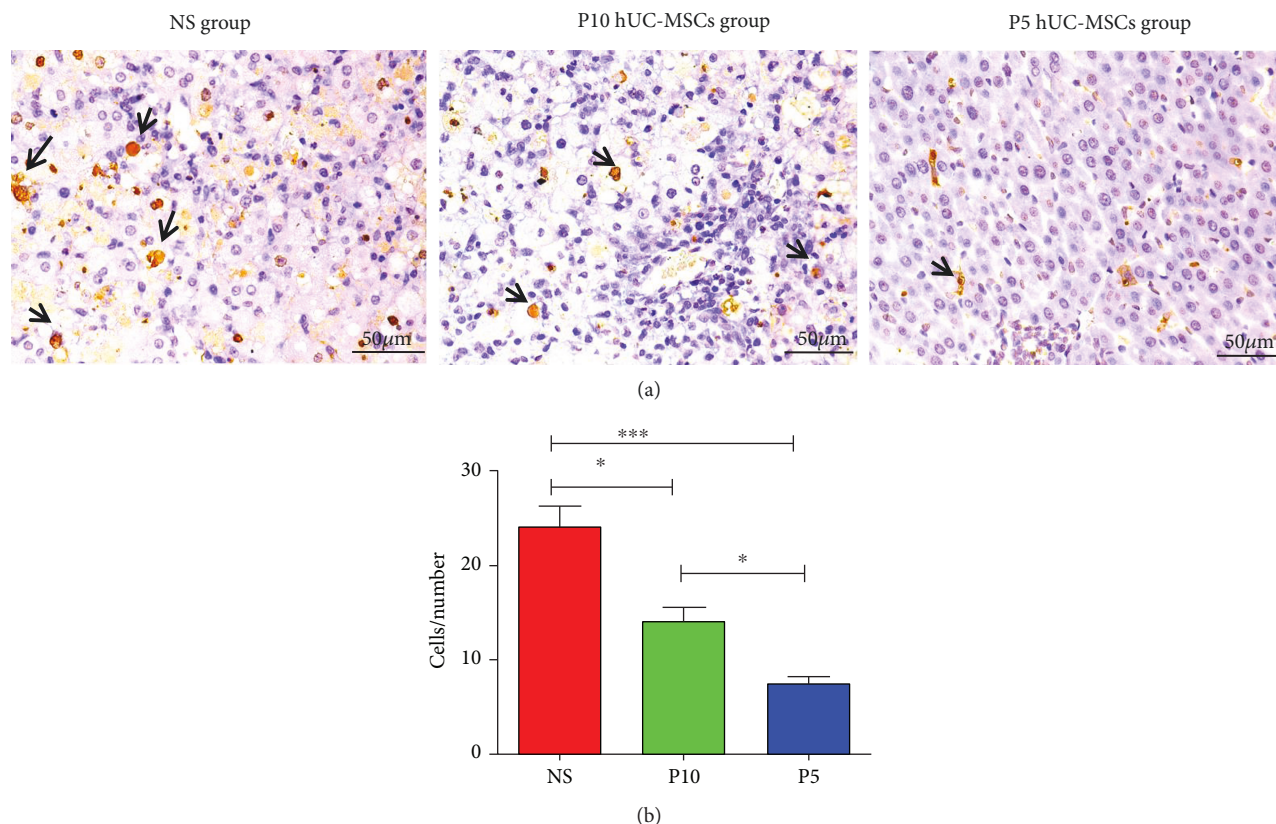 NS group
P10 hUC-MSCs group
P5 hUC-MSCs group
50μm
50μm
50μm
(a)
***
*
*
30
20
10
0
Cells/number
NS
P10
P5
(b)